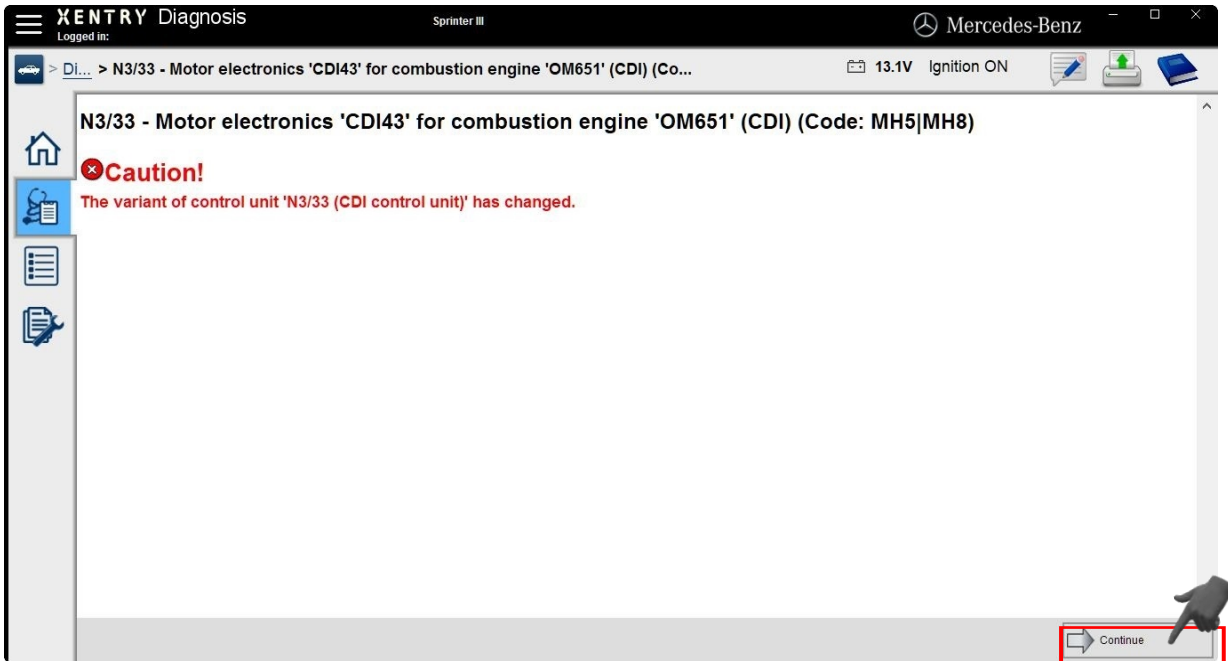 XENTRY Diagnosis
Logged in:
Sprinter III
Mercedes-Benz
> Di... > N3/33 - Motor electronics 'CDI43' for combustion engine 'OM651' (CDI) (Co...
13.1V Ignition ON
N3/33 - Motor electronics 'CDI43' for combustion engine 'OM651' (CDI) (Code: MH5|MH8)
Caution!
The variant of control unit 'N3/33 (CDI control unit)' has changed.
Continue